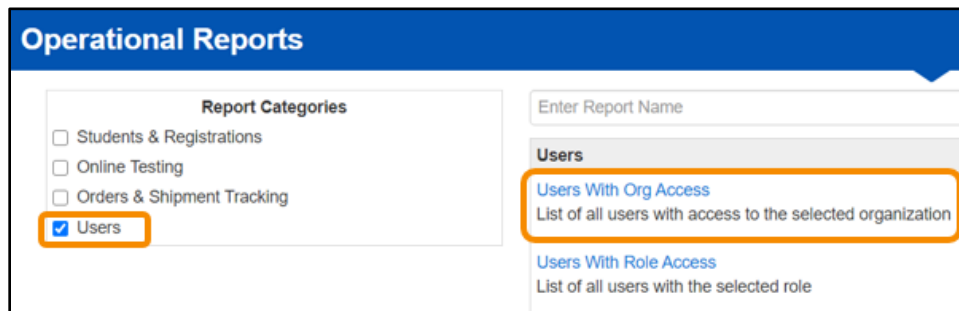 Operational Reports
Report Categories
Students & Registrations
Online Testing
Orders & Shipment Tracking
Users
Enter Report Name
Users
Users With Org Access
List of all users with access to the selected organization
Users With Role Access
List of all users with the selected role